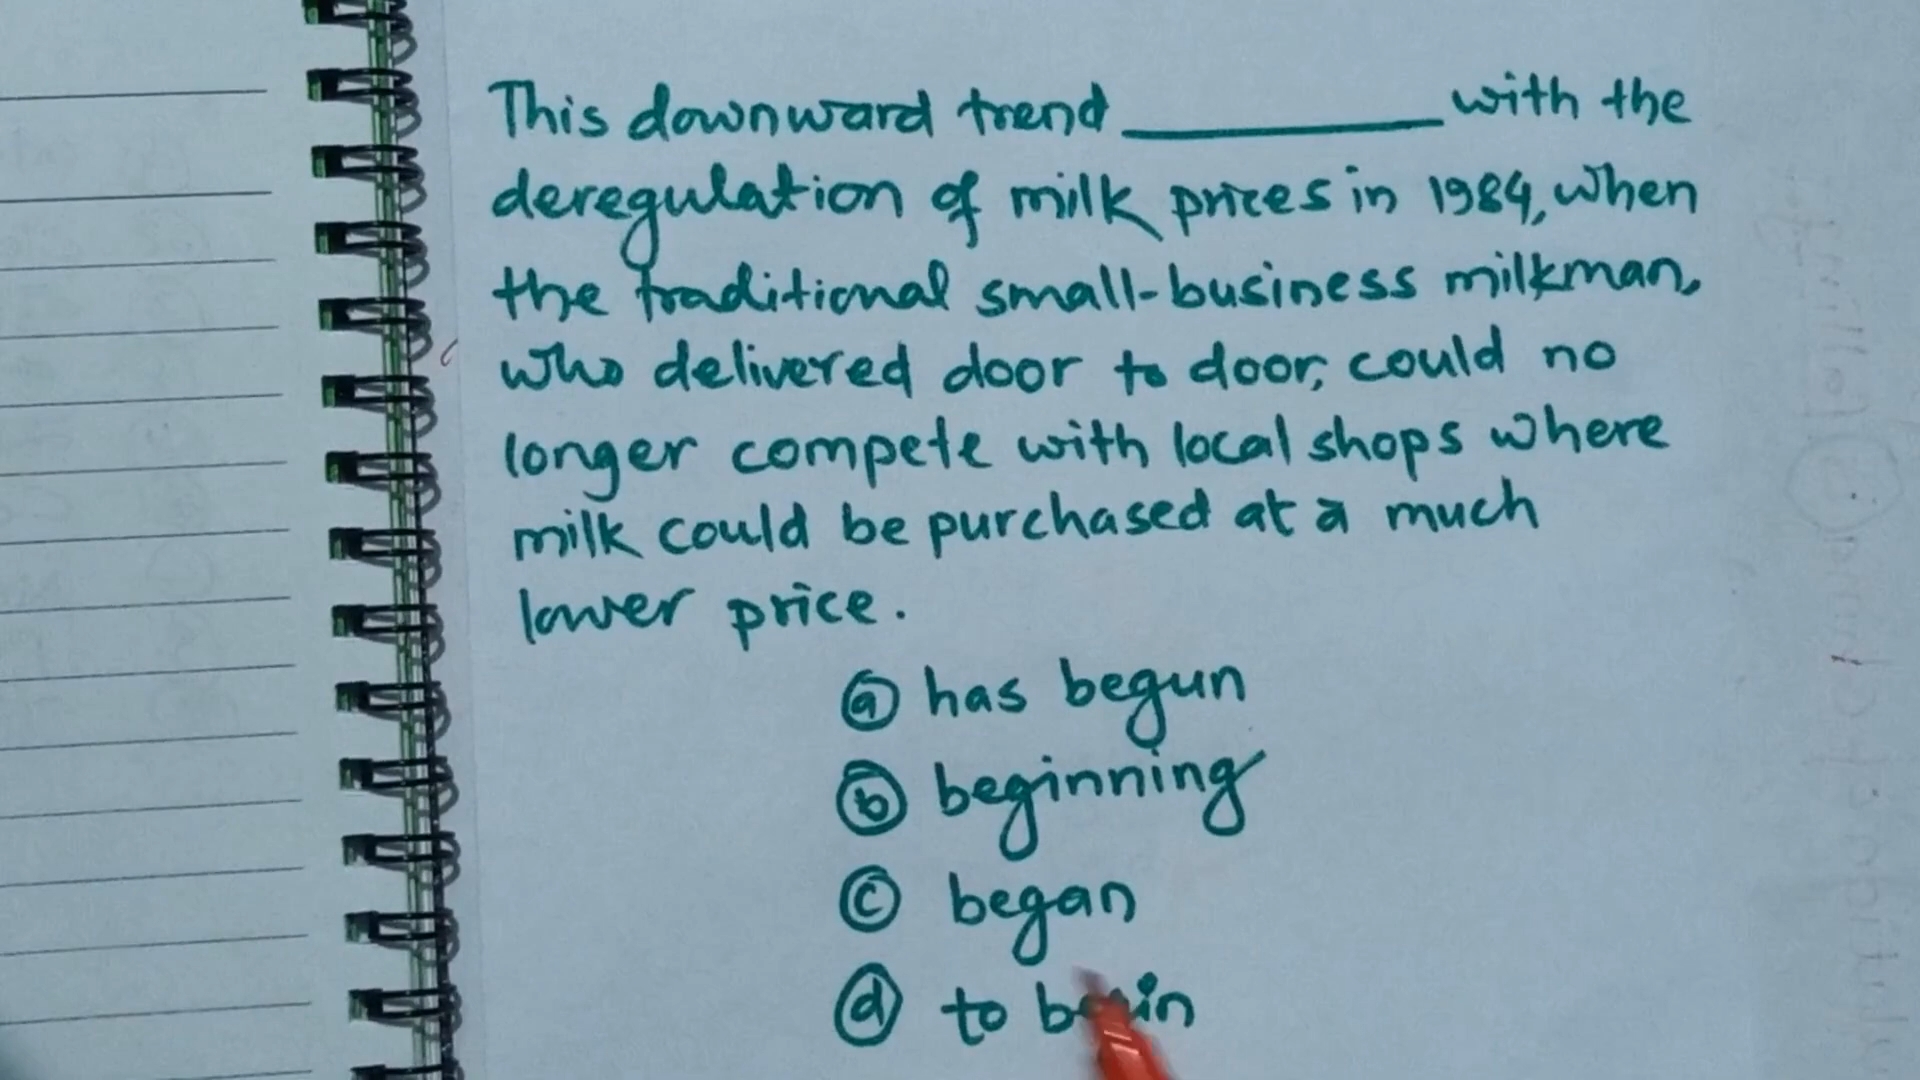 This downward trend __________ with the
deregulation of milk prices in 1984, when
the traditional small-business milkman,
who delivered door to door, could no
longer compete with local shops where
milk could be purchased at a much
lower price.
(a) has begun
(b) beginning
(c) began
(d) to begin